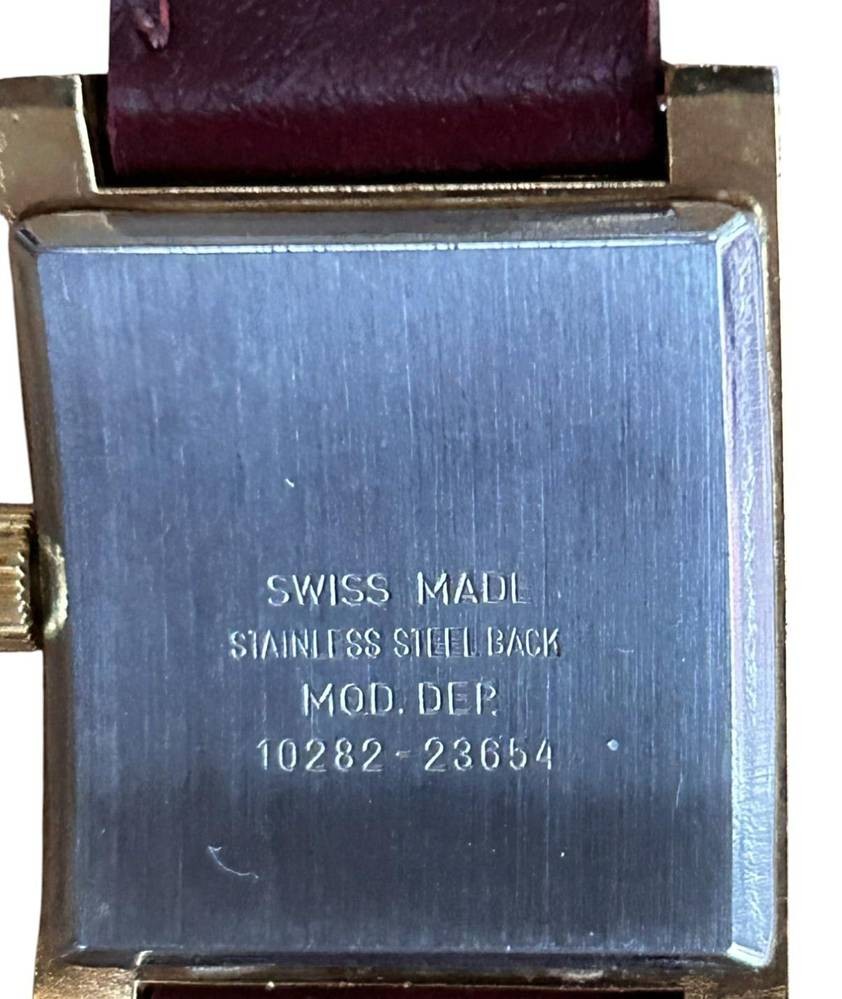 SWISS MADE
STAINLESS STEEL BACK
MOD. DEP.
10282-23654